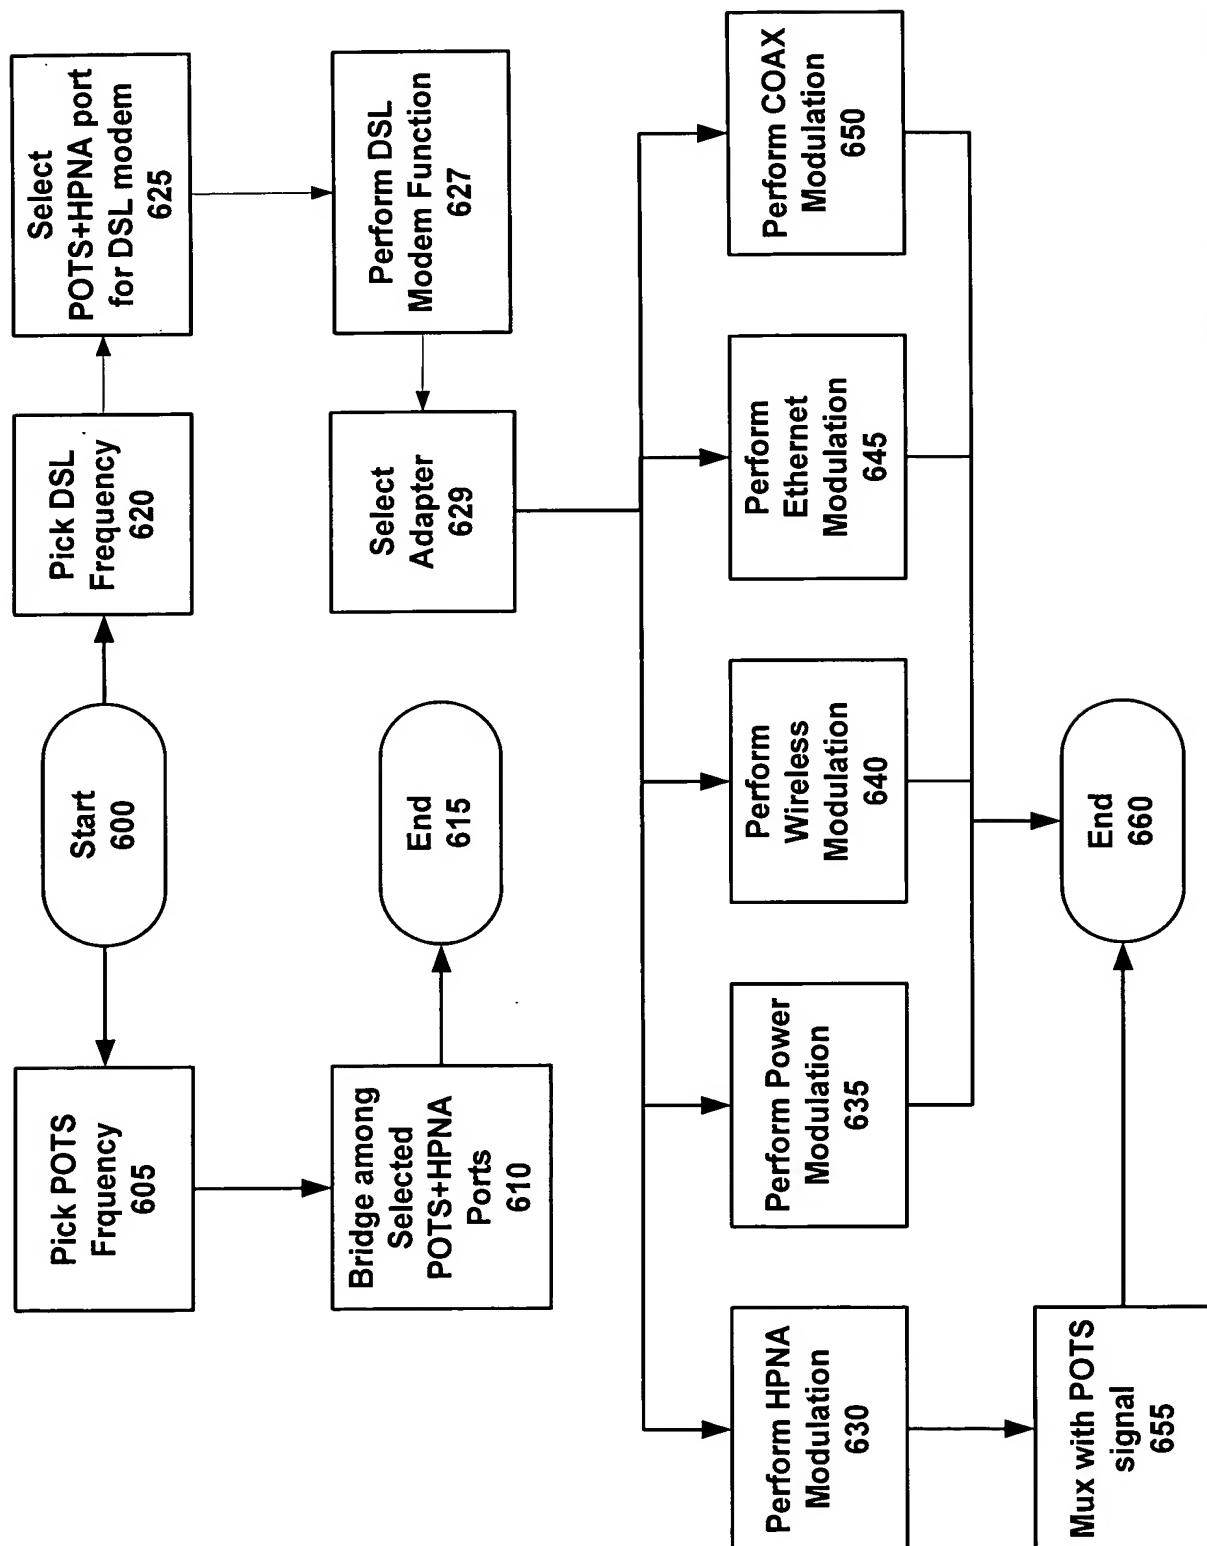 Start
600
Pick POTS
Frquency
605
Bridge among
Selected
POTS+HPNA
Ports
610
End
615
Pick DSL
Frequency
620
Select
POTS+HPNA port
for DSL modem
625
Perform DSL
Modem Function
627
Select
Adapter
629
Perform HPNA
Modulation
630
Perform Power
Modulation
635
Perform
Wireless
Modulation
640
Perform
Ethernet
Modulation
645
Perform COAX
Modulation
650
Mux with POTS
signal
655
End
660